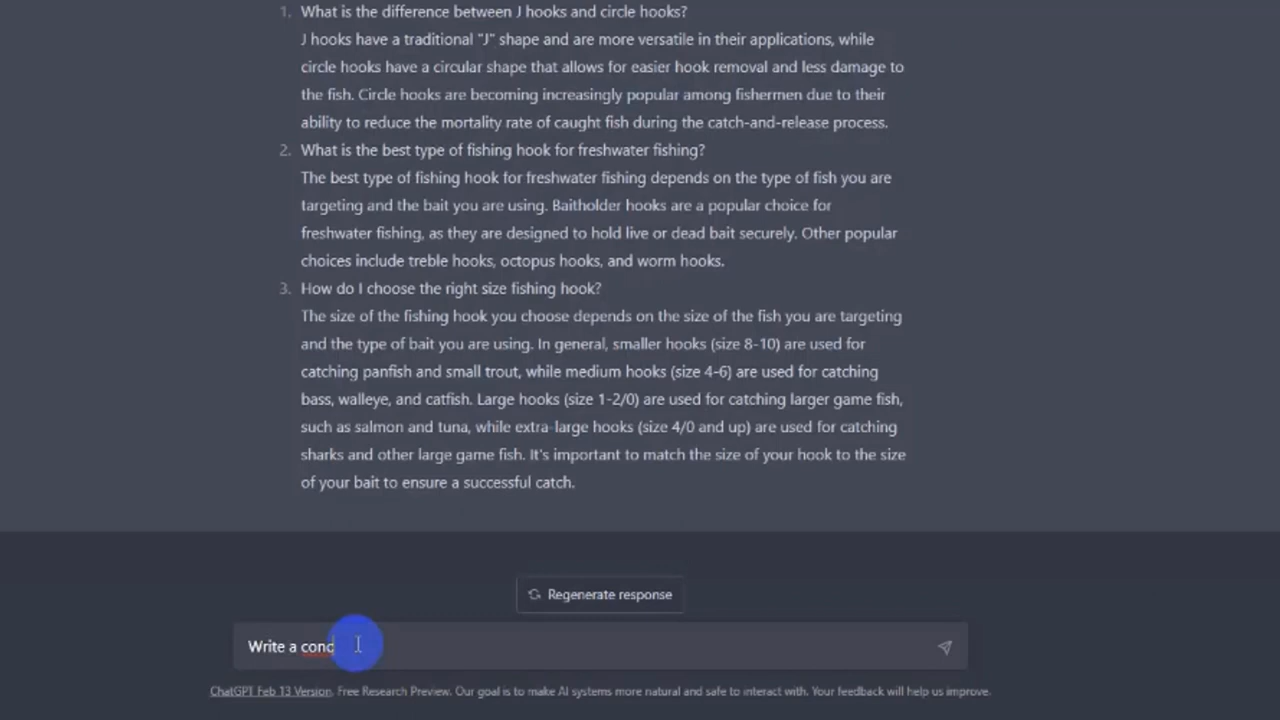 1. What is the difference between J hooks and circle hooks?
J hooks have a traditional "J" shape and are more versatile in their applications, while
circle hooks have a circular shape that allows for easier hook removal and less damage to
the fish. Circle hooks are becoming increasingly popular among fishermen due to their
ability to reduce the mortality rate of caught fish during the catch-and-release process.
2. What is the best type of fishing hook for freshwater fishing?
The best type of fishing hook for freshwater fishing depends on the type of fish you are
targeting and the bait you are using. Baitholder hooks are a popular choice for
freshwater fishing, as they are designed to hold live or dead bait securely. Other popular
choices include treble hooks, octopus hooks, and worm hooks.
3. How do I choose the right size fishing hook?
The size of the fishing hook you choose depends on the size of the fish you are targeting
and the type of bait you are using. In general, smaller hooks (size 8-10) are used for
catching panfish and small trout, while medium hooks (size 4-6) are used for catching
bass, walleye, and catfish. Large hooks (size 1-2/0) are used for catching larger game fish,
such as salmon and tuna, while extra-large hooks (size 4/0 and up) are used for catching
sharks and other large game fish. It's important to match the size of your hook to the size
of your bait to ensure a successful catch.
Regenerate response
Write a conc
ChatGPT Feb 13 Version. Free Research Preview. Our goal is to make AI systems more natural and safe to interact with. Your feedback will help us improve.